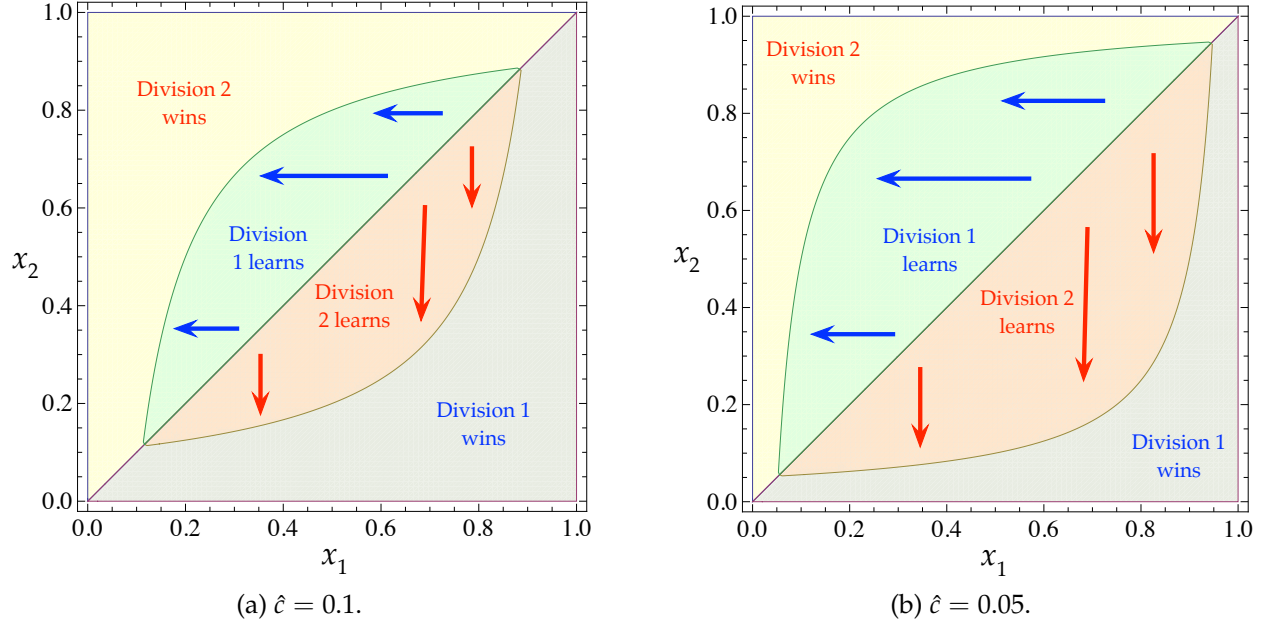 1.0
0.8
0.6
0.4
0.2
0.0
x2
0.0 0.2 0.4 0.6 0.8 1.0
x1
Division 2
wins
Division
1 learns
Division
2 learns
Division 1
wins
(a) ĉ = 0.1.
1.0
0.8
0.6
0.4
0.2
0.0
x2
0.0 0.2 0.4 0.6 0.8 1.0
x1
Division 2
wins
Division 1
learns
Division 2
learns
Division 1
wins
(b) ĉ = 0.05.